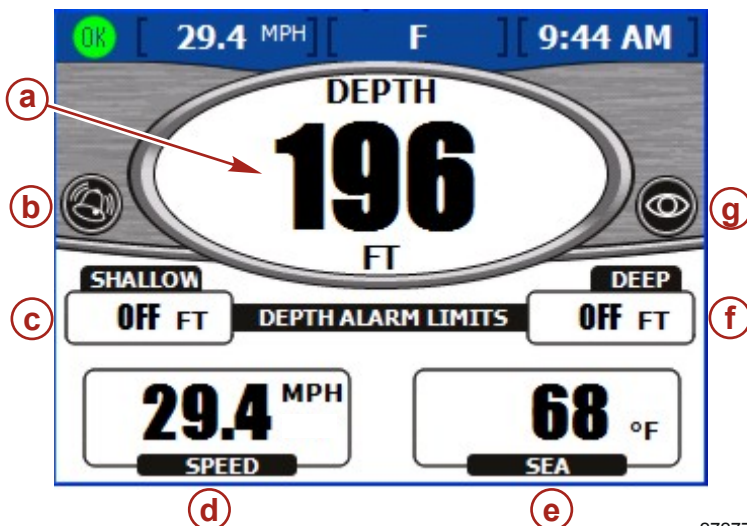 OK [ 29.4 MPH ] [ F ] [ 9:44 AM ]
a
DEPTH
196
FT
b
g
SHALLOW
DEEP
c
OFF FT
DEPTH ALARM LIMITS
OFF FT
f
29.4 MPH
68 °F
SPEED
SEA
d
e